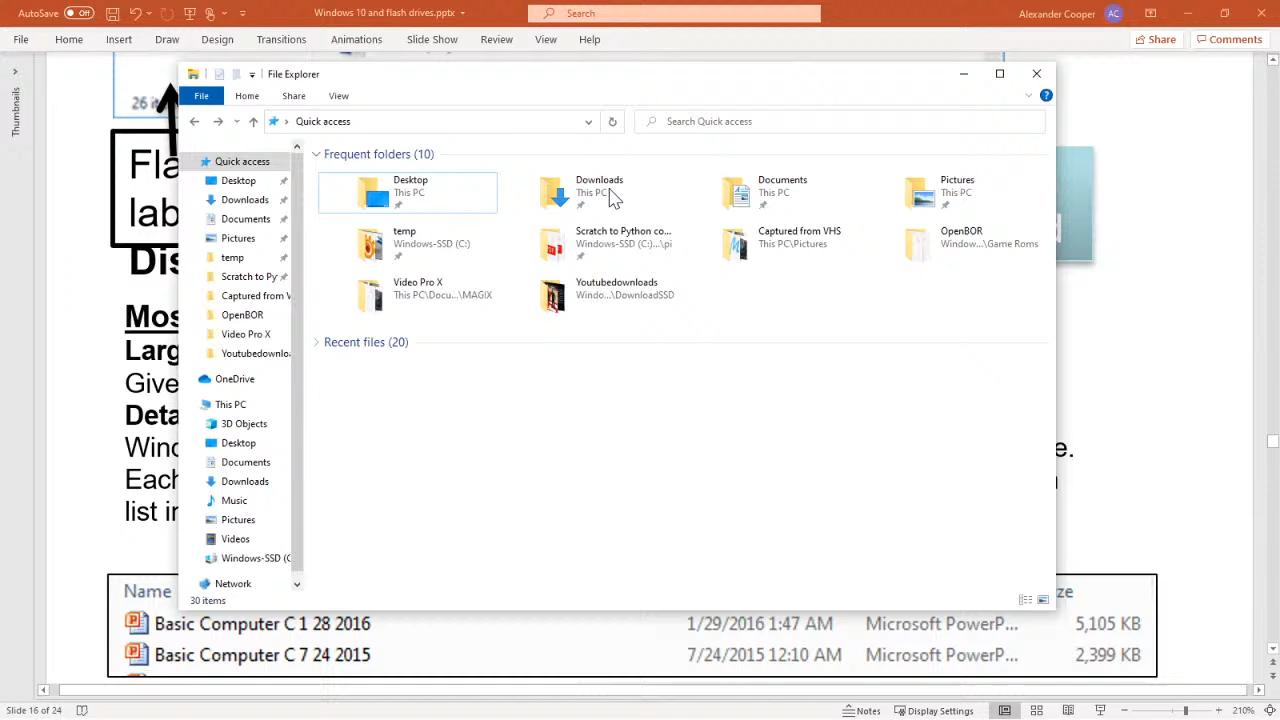 AutoSave Off Windows 10 and flash drives.pptx Search Alexander Cooper AC
File Home Insert Draw Design Transitions Animations Slide Show Review View Help Share Comments
Thumbnails
26
File Explorer
File Home Share View
Quick access Search Quick access
Quick access
Desktop
Downloads
Documents
Pictures
temp
Scratch to Py
Captured from V
OpenBOR
Video Pro X
Youtubedownlo
OneDrive
This PC
3D Objects
Desktop
Documents
Downloads
Music
Pictures
Videos
Windows-SSD (C
Network
Frequent folders (10)
Desktop
This PC
Downloads
This PC
Documents
This PC
Pictures
This PC
temp
Windows-SSD (C:)
Scratch to Python co...
Windows-SSD (C:)...\pi
Captured from VHS
This PC\Pictures
OpenBOR
Window...\Game Roms
Video Pro X
This PC\Docu...\MAGIX
Youtubedownloads
Windo...\DownloadSSD
Recent files (20)
30 items
Fla
lab
Dis
Mos
Larg
Give
Deta
Wind e.
Each
list in
Name ze
Basic Computer C 1 28 2016 1/29/2016 1:47 AM Microsoft PowerP... 5,105 KB
Basic Computer C 7 24 2015 7/24/2015 12:10 AM Microsoft PowerP... 2,399 KB
Slide 16 of 24 Notes Display Settings 210%